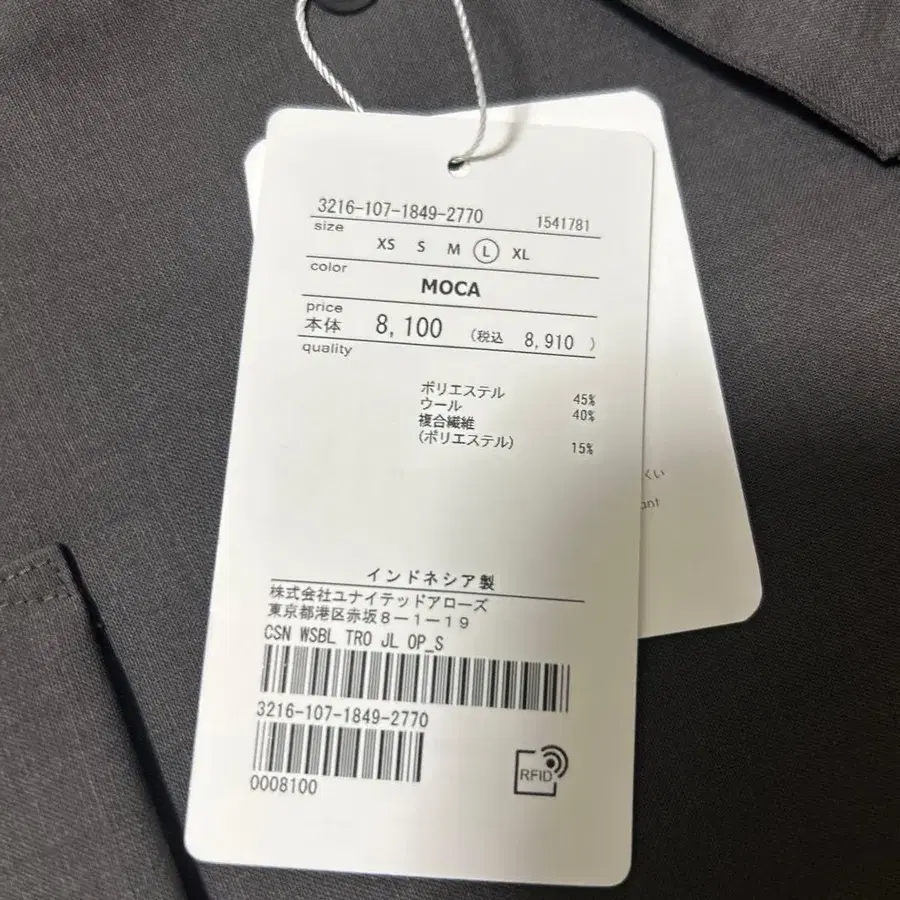 3216-107-1849-2770 1541781
size
XS S M L XL
color
MOCA
price
本体 8,100 (税込 8,910 )
quality
ポリエステル 45%
ウール 40%
複合繊維
(ポリエステル) 15%
インドネシア製
株式会社ユナイテッドアローズ
東京都港区赤坂8-1-19
CSN WSBL TRO JL OP_S
3216-107-1849-2770
0008100
RFID
くい
ant